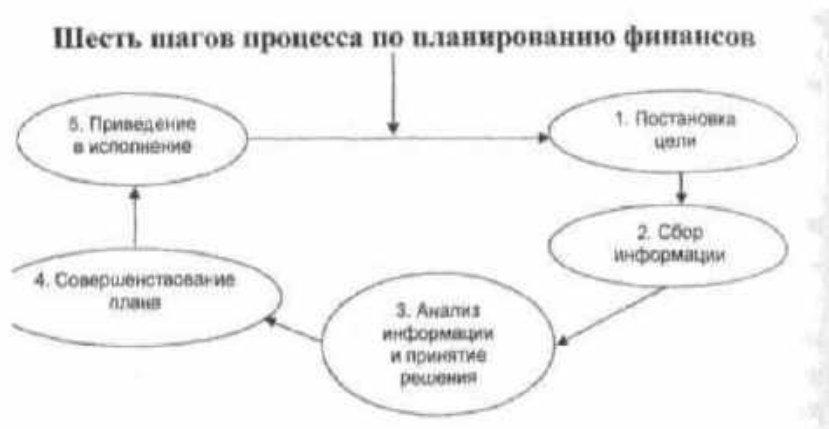 Шесть шагов процесса по планированию финансов
5. Приведение
в исполнение
1. Постановка
цели
2. Сбор
информации
4. Совершенствование
плана
3. Анализ
информации
и принятие
решения